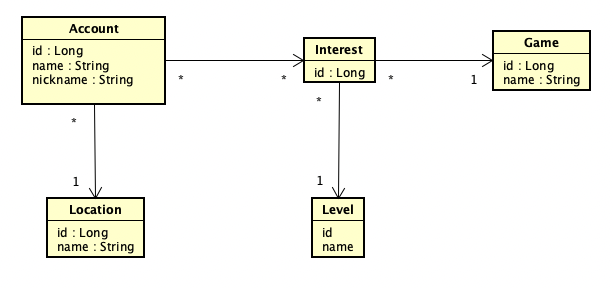 Account
id : Long
name : String
nickname : String
Interest
id : Long
Game
id : Long
name : String
*
*
*
1
*
1
*
1
Location
id : Long
name : String
Level
id
name